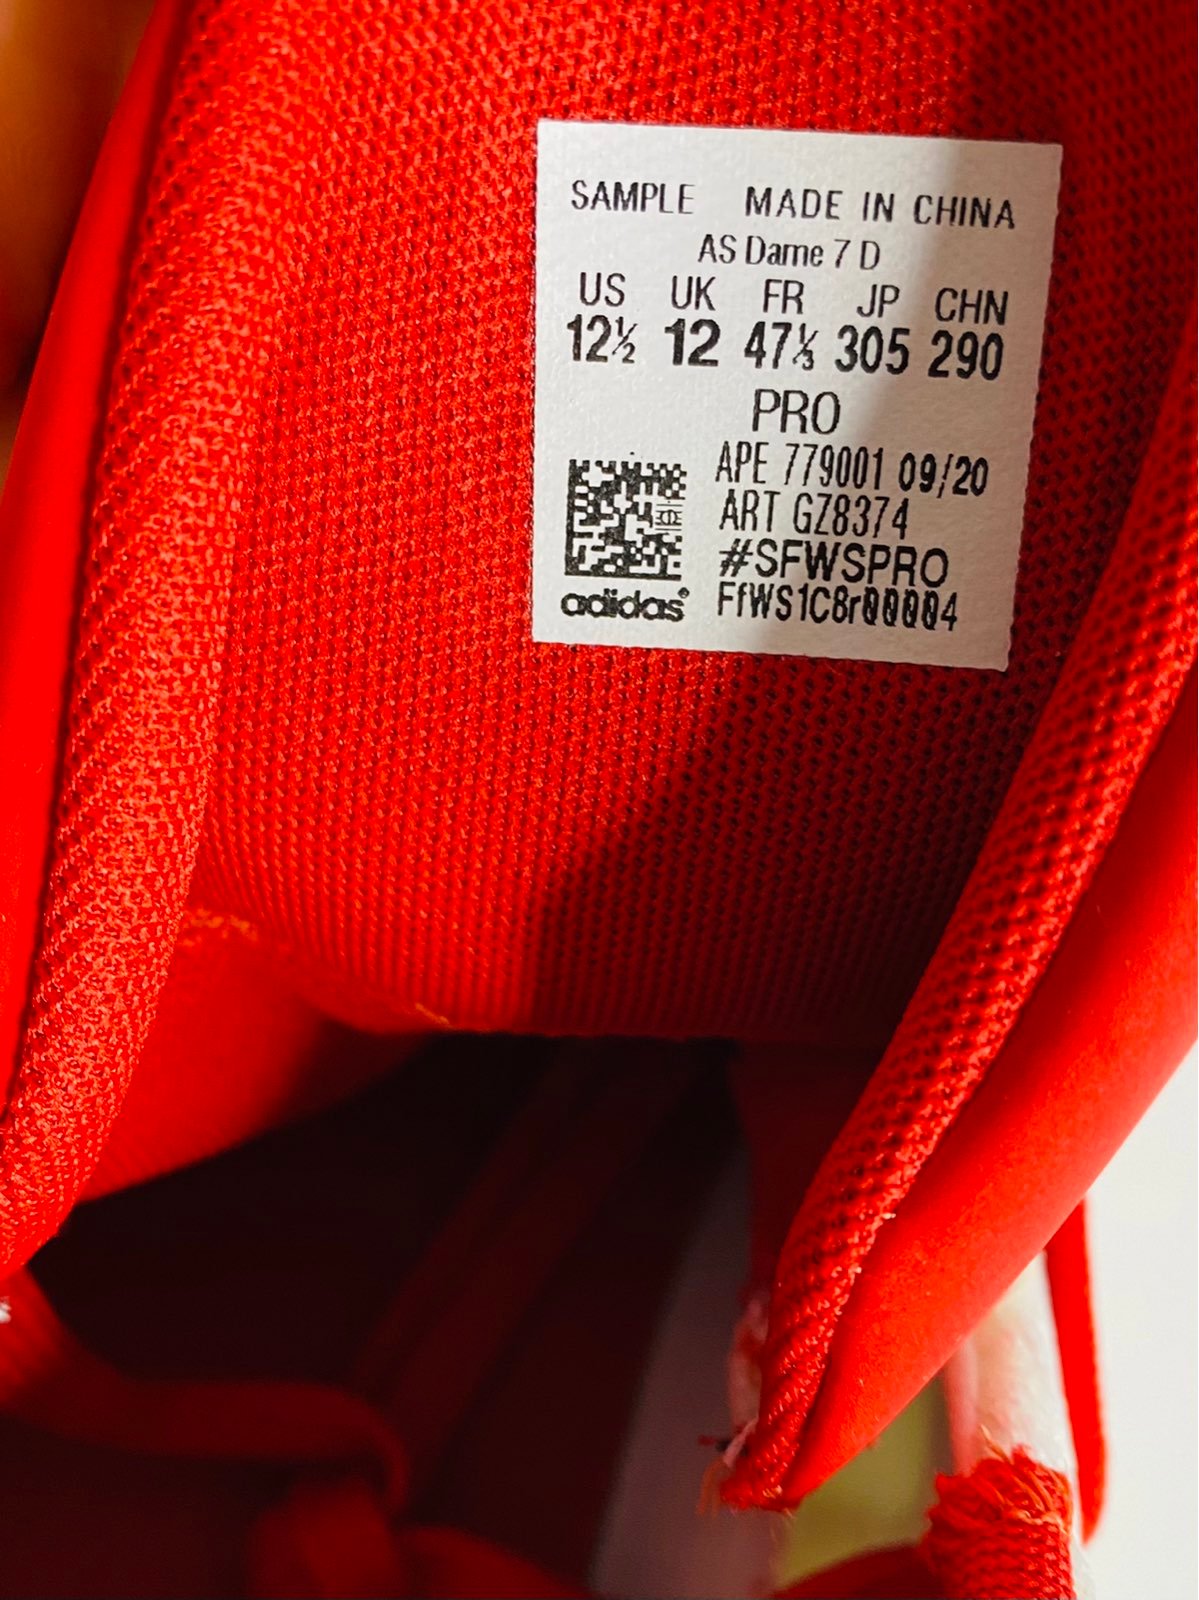 SAMPLE MADE IN CHINA
AS Dame 7 D
US UK FR JP CHN
12½ 12 47⅓ 305 290
PRO
APE 779001 09/20
ART GZ8374
#SFWSPRO
adidas® FfWS1C8r00004